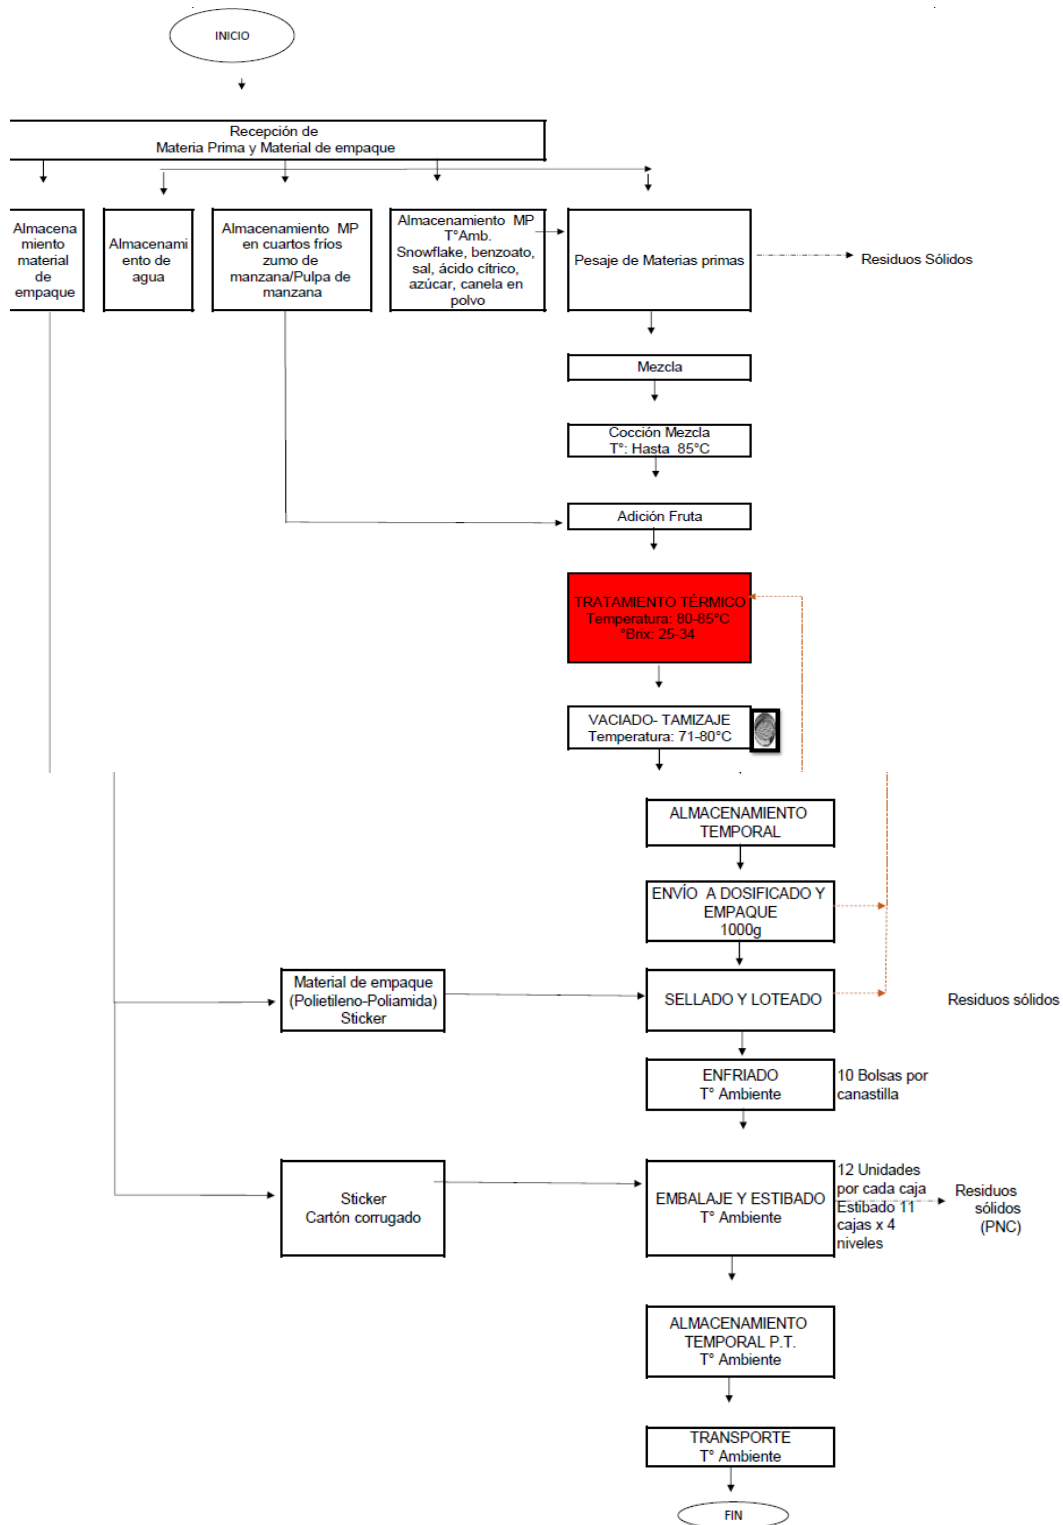 INICIO
Recepción de
Materia Prima y Material de empaque
Almacena
miento
material
de
empaque
Almacenami
ento de
agua
Almacenamiento  MP
en cuartos fríos
zumo de
manzana/Pulpa de
manzana
Almacenamiento  MP
T°Amb.
Snowflake, benzoato,
sal, ácido cítrico,
azúcar, canela en
polvo
Pesaje de Materias primas
Residuos Sólidos
Mezcla
Cocción Mezcla
T°: Hasta  85°C
Adición Fruta
TRATAMIENTO TÉRMICO
Temperatura: 80-85°C
°Brix: 25-34
VACIADO- TAMIZAJE
Temperatura: 71-80°C
ALMACENAMIENTO
TEMPORAL
ENVÍO  A DOSIFICADO Y
EMPAQUE
1000g
Material de empaque
(Polietileno-Poliamida)
Sticker
SELLADO Y LOTEADO
Residuos sólidos
ENFRIADO
T° Ambiente
10 Bolsas por
canastilla
Sticker
Cartón corrugado
EMBALAJE Y ESTIBADO
T° Ambiente
12 Unidades
por cada caja
Estibado 11
cajas x 4
niveles
Residuos
sólidos
(PNC)
ALMACENAMIENTO
TEMPORAL P.T.
T° Ambiente
TRANSPORTE
T° Ambiente
FIN